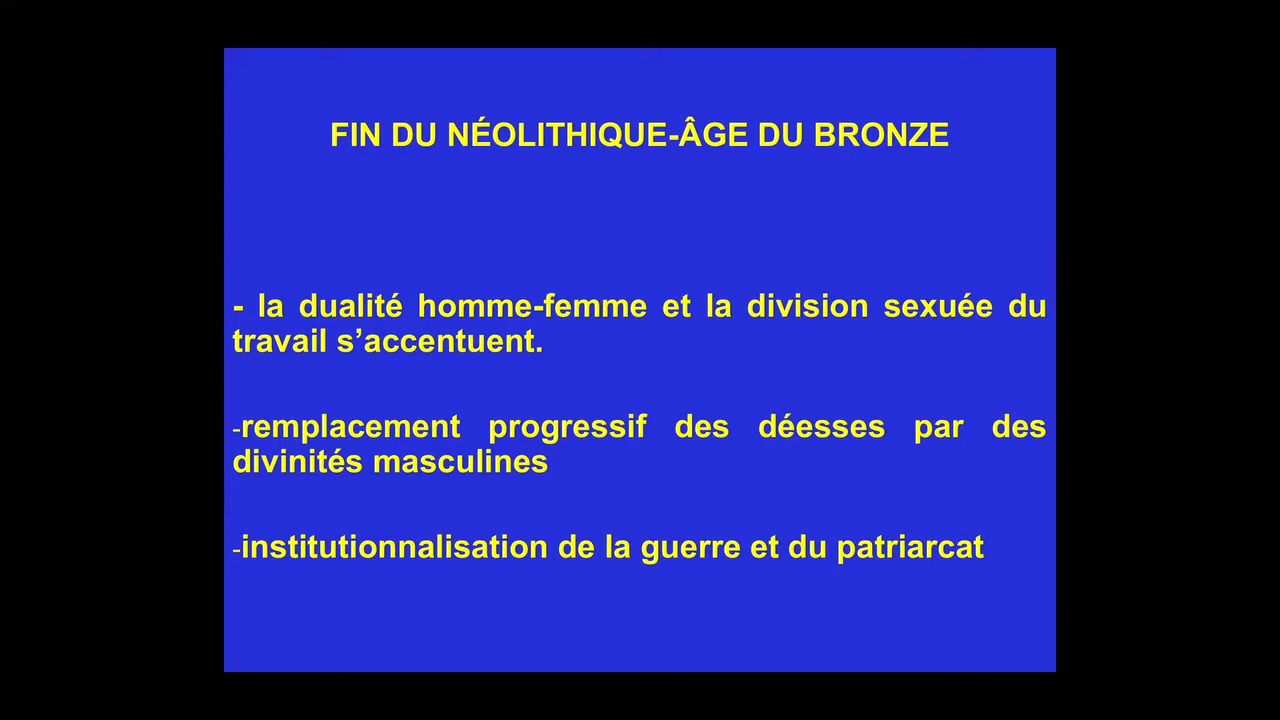 FIN DU NÉOLITHIQUE-ÂGE DU BRONZE
- la dualité homme-femme et la division sexuée du
travail s’accentuent.
-remplacement progressif des déesses par des
divinités masculines
-institutionnalisation de la guerre et du patriarcat